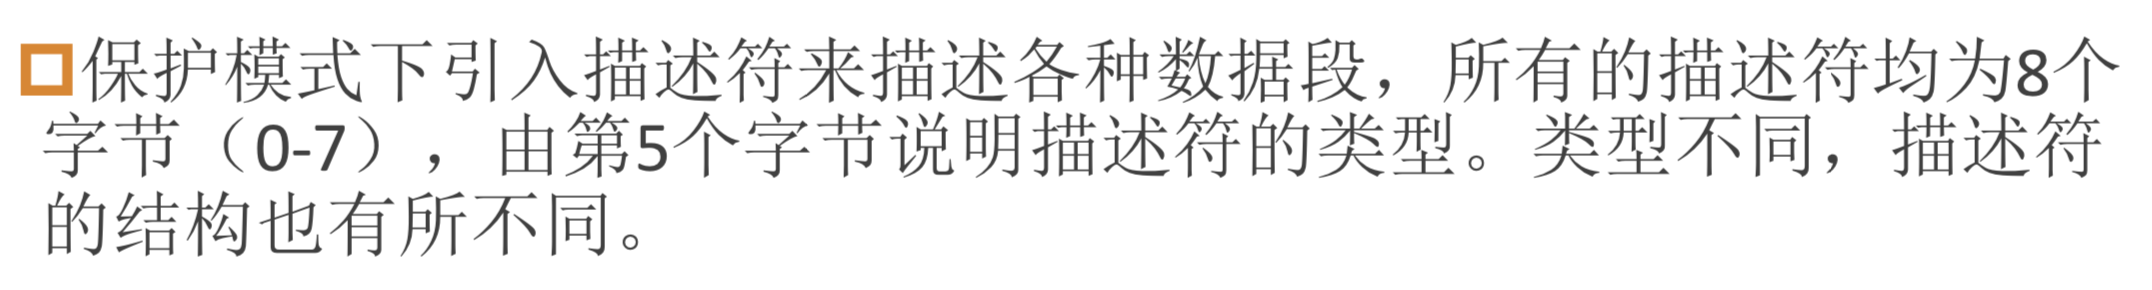 保护模式下引入描述符来描述各种数据段，所有的描述符均为8个
字节（0-7），由第5个字节说明描述符的类型。类型不同，描述符
的结构也有所不同。